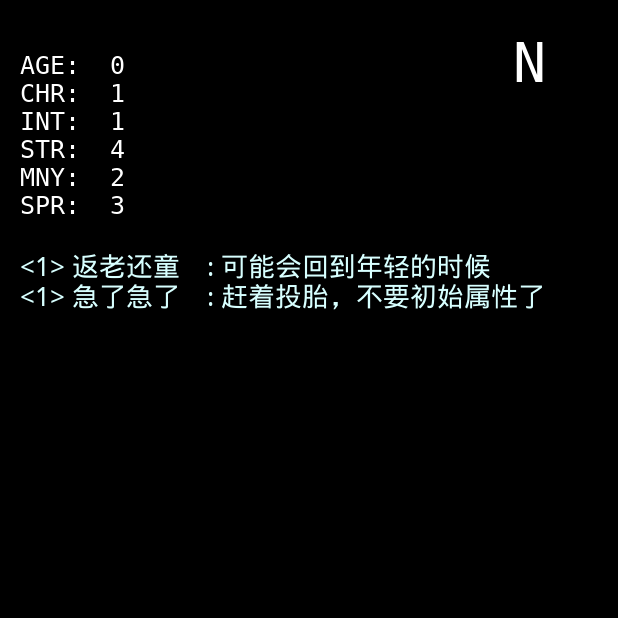 N
AGE: 0
CHR: 1
INT: 1
STR: 4
MNY: 2
SPR: 3
<1> 返老还童 : 可能会回到年轻的时候
<1> 急了急了 : 赶着投胎，不要初始属性了